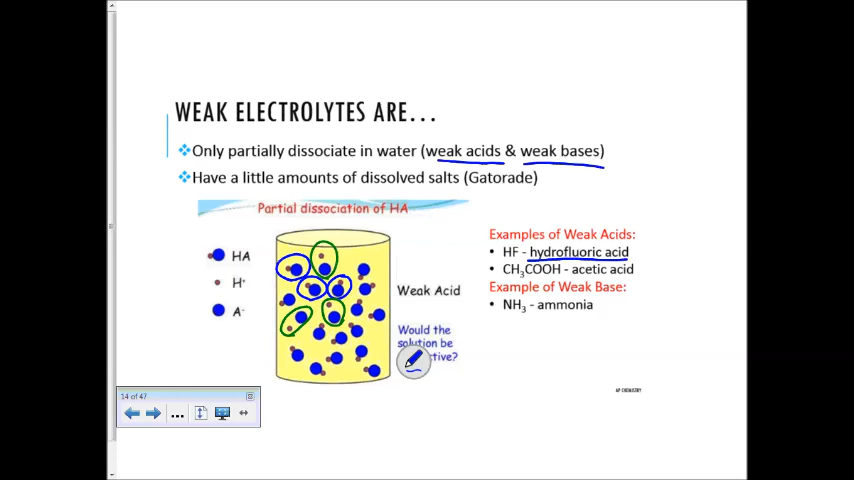 WEAK ELECTROLYTES ARE...
Only partially dissociate in water (weak acids & weak bases)
Have a little amounts of dissolved salts (Gatorade)
Partial dissociation of HA
HA
H⁺
A⁻
Weak Acid
Would the
solution be
Examples of Weak Acids:
• HF - hydrofluoric acid
• CH₃COOH - acetic acid
Example of Weak Base:
• NH₃ - ammonia
AP CHEMISTRY
14 of 47